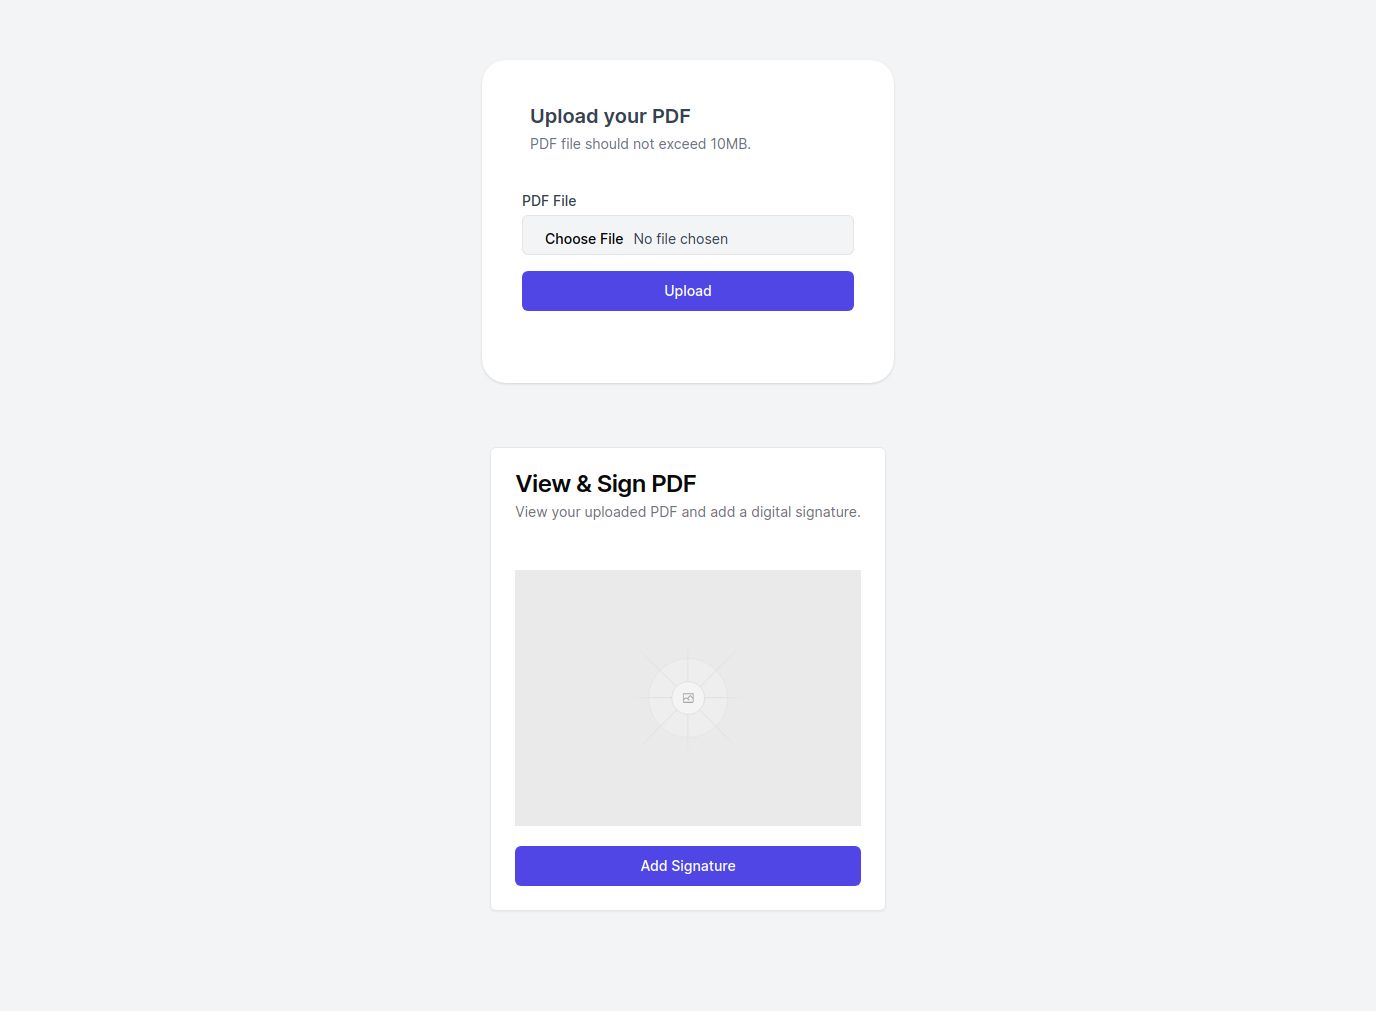 Upload your PDF
PDF file should not exceed 10MB.
PDF File
Choose File No file chosen
Upload
View & Sign PDF
View your uploaded PDF and add a digital signature.
Add Signature